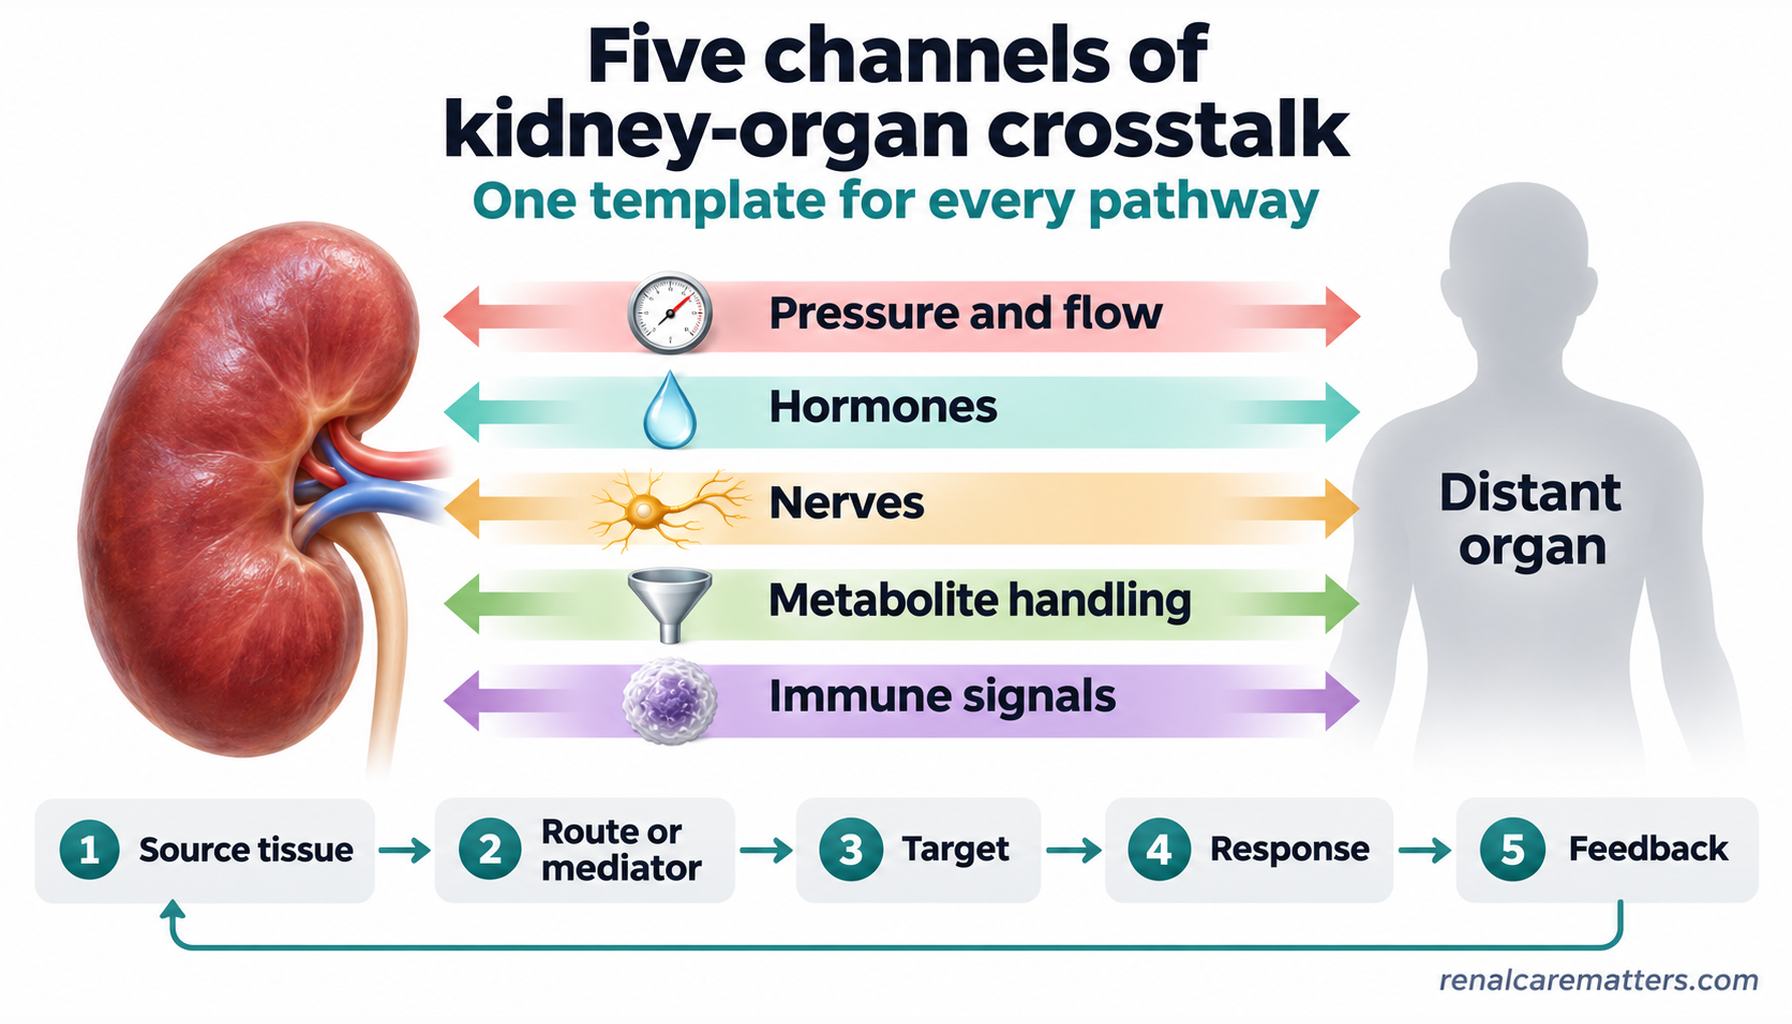 Five channels of
kidney-organ crosstalk
One template for every pathway
Pressure and flow
Hormones
Nerves
Metabolite handling
Immune signals
Distant
organ
1 Source tissue
2 Route or
mediator
3 Target
4 Response
5 Feedback
renalcarematters.com